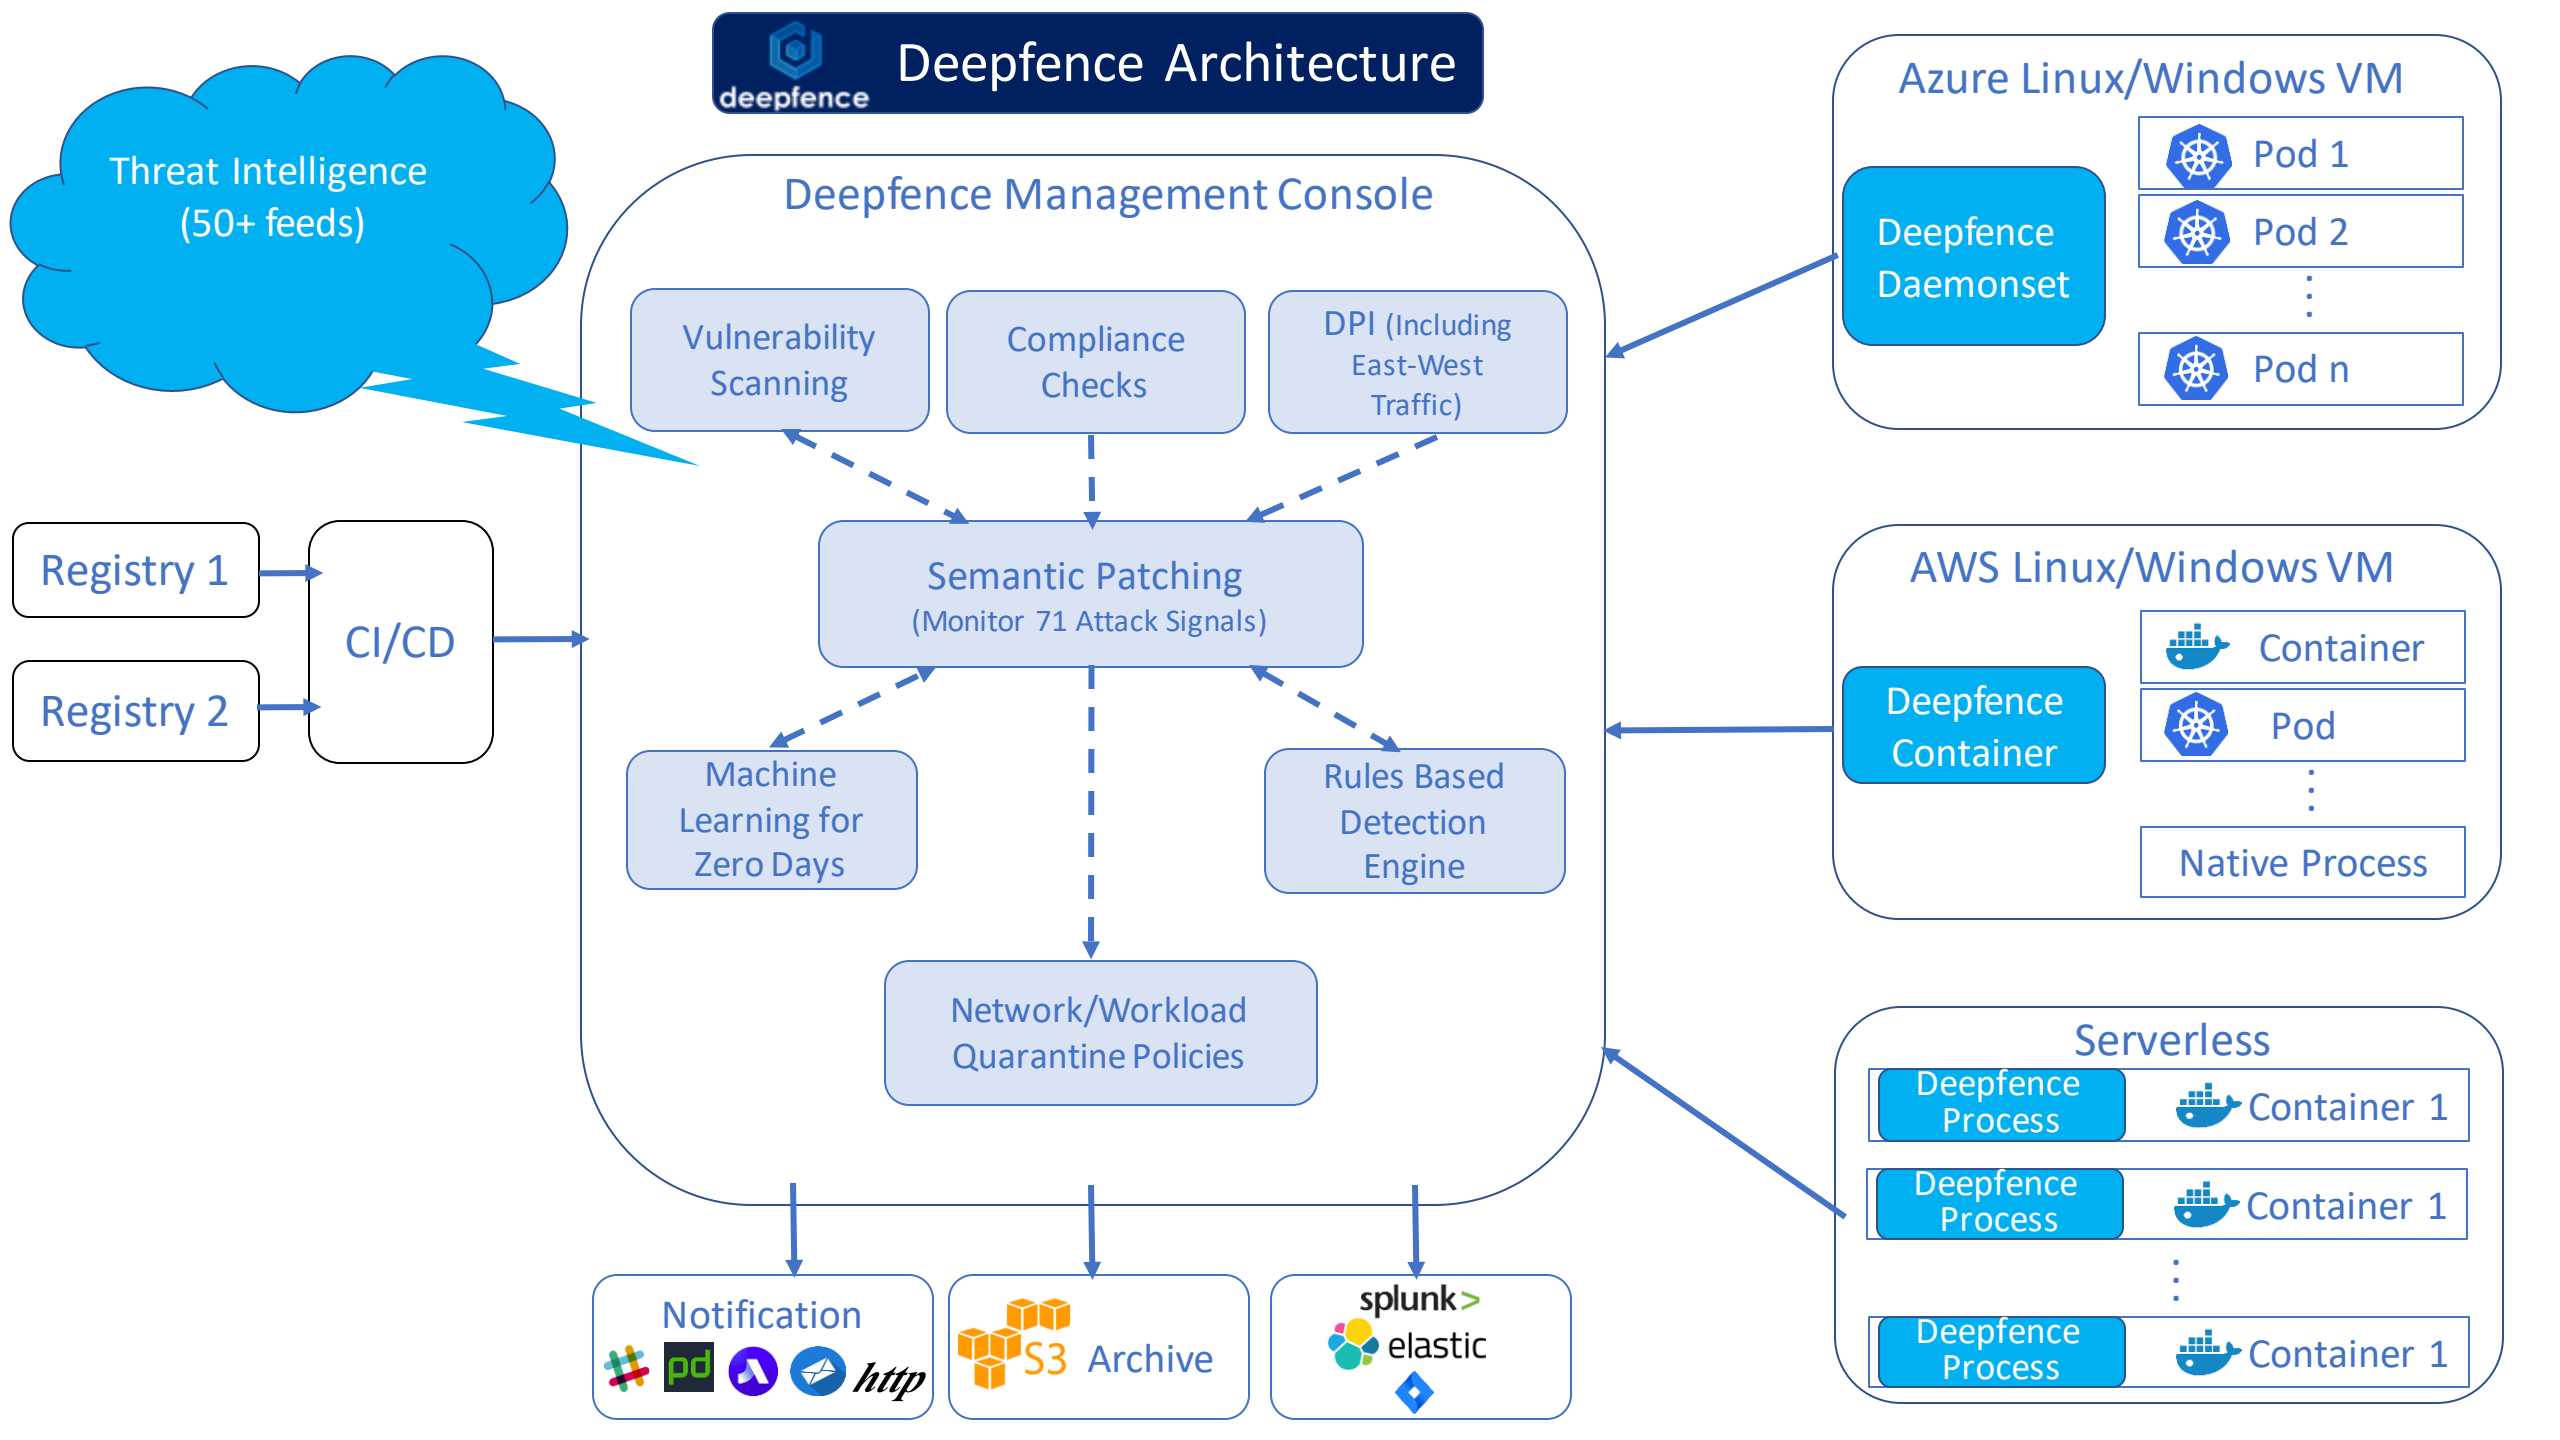 deepfence
Deepfence Architecture
Threat Intelligence
(50+ feeds)
Registry 1
Registry 2
CI/CD
Deepfence Management Console
Vulnerability
Scanning
Compliance
Checks
DPI (Including
East-West
Traffic)
Semantic Patching
(Monitor 71 Attack Signals)
Machine
Learning for
Zero Days
Rules Based
Detection
Engine
Network/Workload
Quarantine Policies
Notification
pd
http
S3
Archive
splunk>
elastic
Azure Linux/Windows VM
Deepfence
Daemonset
Pod 1
Pod 2
Pod n
AWS Linux/Windows VM
Deepfence
Container
Container
Pod
Native Process
Serverless
Deepfence
Process
Container 1
Deepfence
Process
Container 1
Deepfence
Process
Container 1